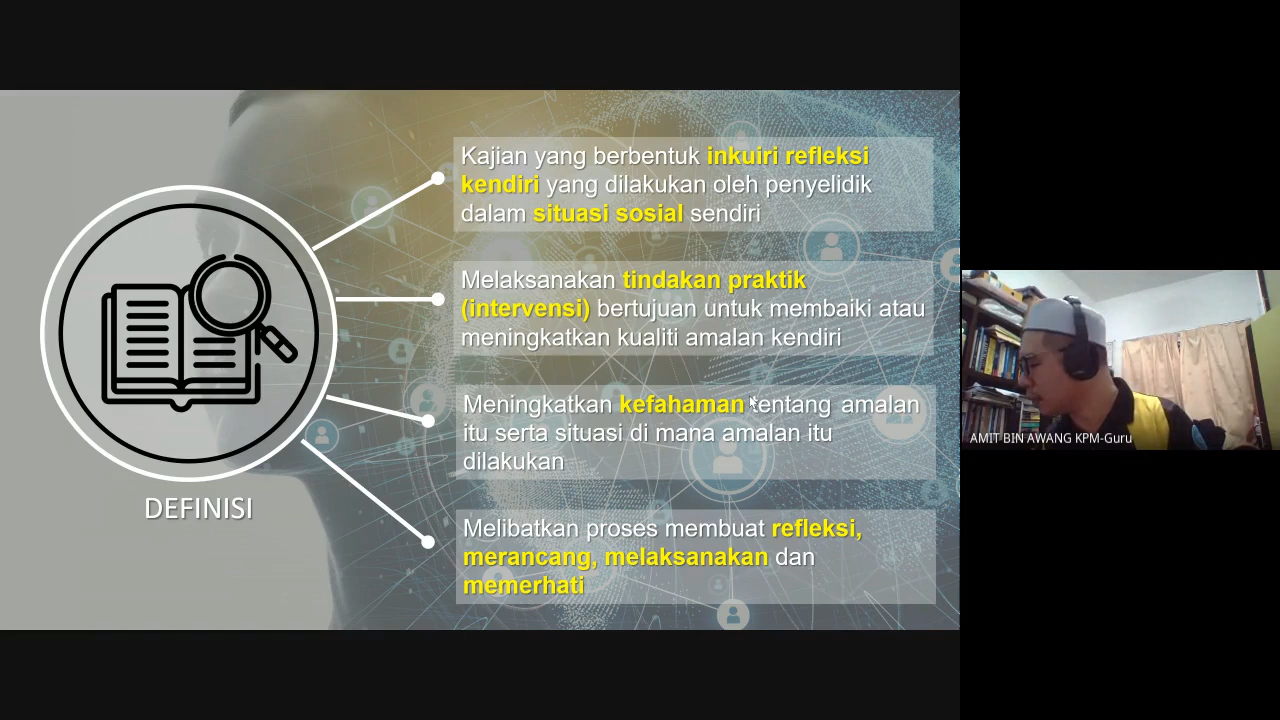 Kajian yang berbentuk inkuiri refleksi
kendiri yang dilakukan oleh penyelidik
dalam situasi sosial sendiri
Melaksanakan tindakan praktik
(intervensi) bertujuan untuk membaiki atau
meningkatkan kualiti amalan kendiri
Meningkatkan kefahaman tentang amalan
itu serta situasi di mana amalan itu
dilakukan
Melibatkan proses membuat refleksi,
merancang, melaksanakan dan
memerhati
DEFINISI
AMIT BIN AWANG KPM-Guru